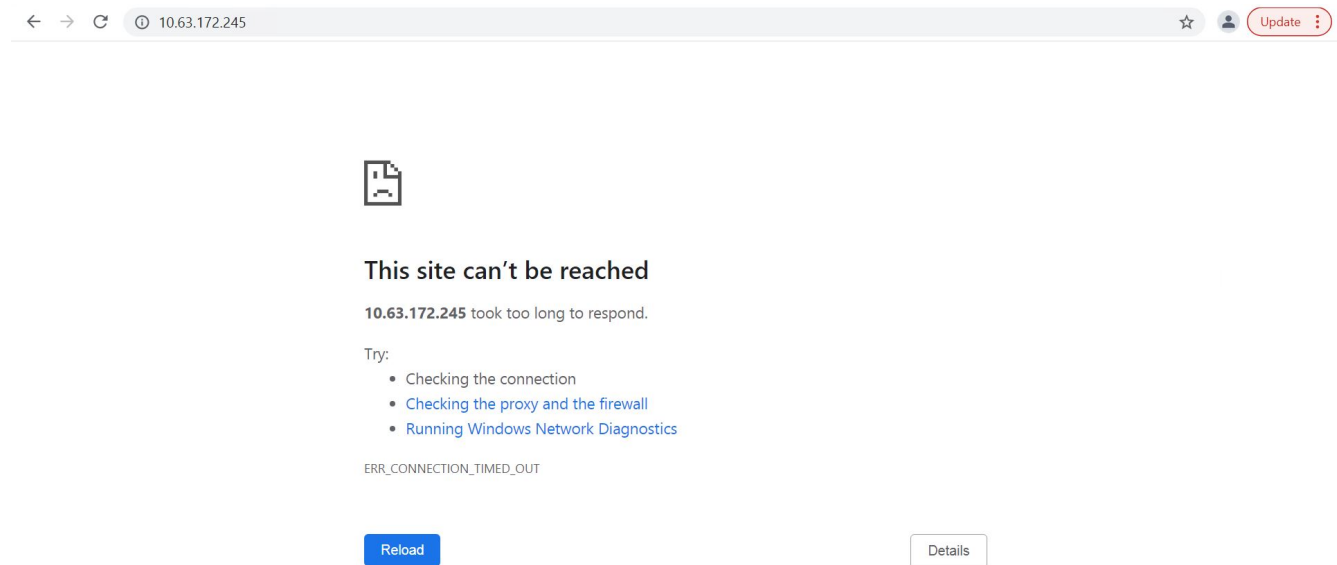 10.63.172.245
Update
This site can’t be reached
10.63.172.245 took too long to respond.
Try:
Checking the connection
Checking the proxy and the firewall
Running Windows Network Diagnostics
ERR_CONNECTION_TIMED_OUT
Reload
Details